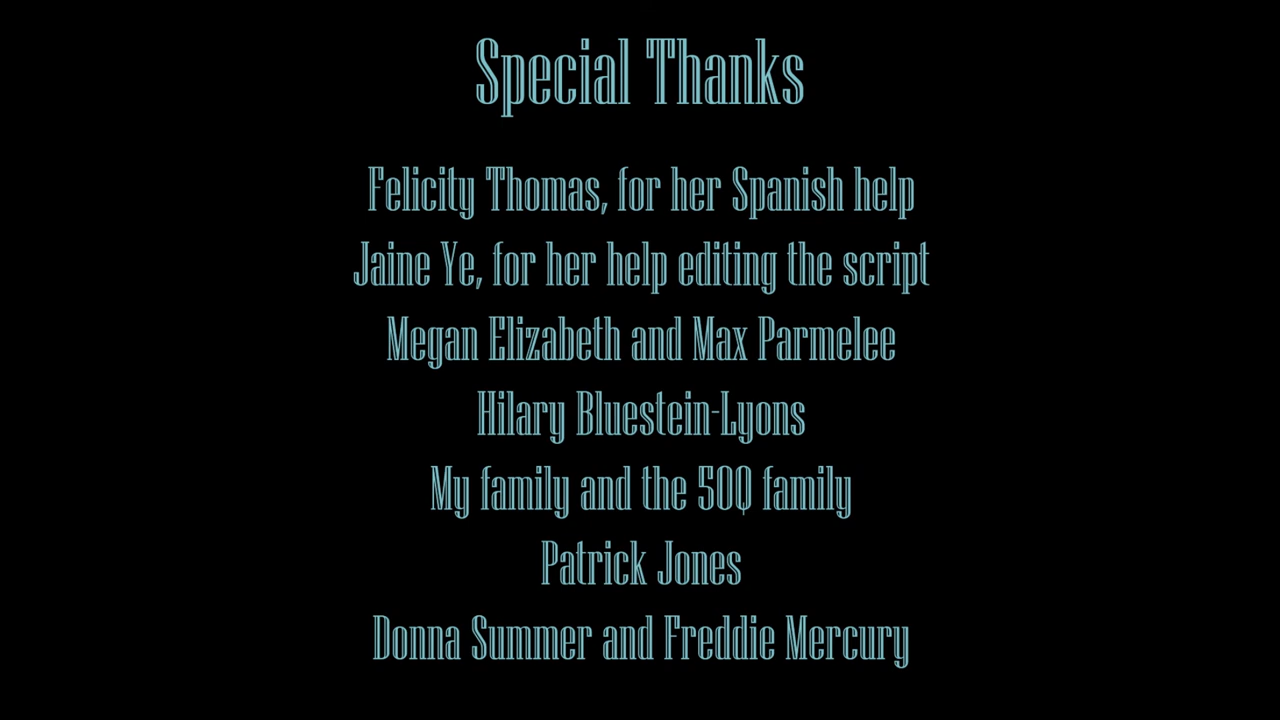 Special Thanks
Felicity Thomas, for her Spanish help
Jaine Ye, for her help editing the script
Megan Elizabeth and Max Parmelee
Hilary Bluestein-Lyons
My family and the 50Q family
Patrick Jones
Donna Summer and Freddie Mercury